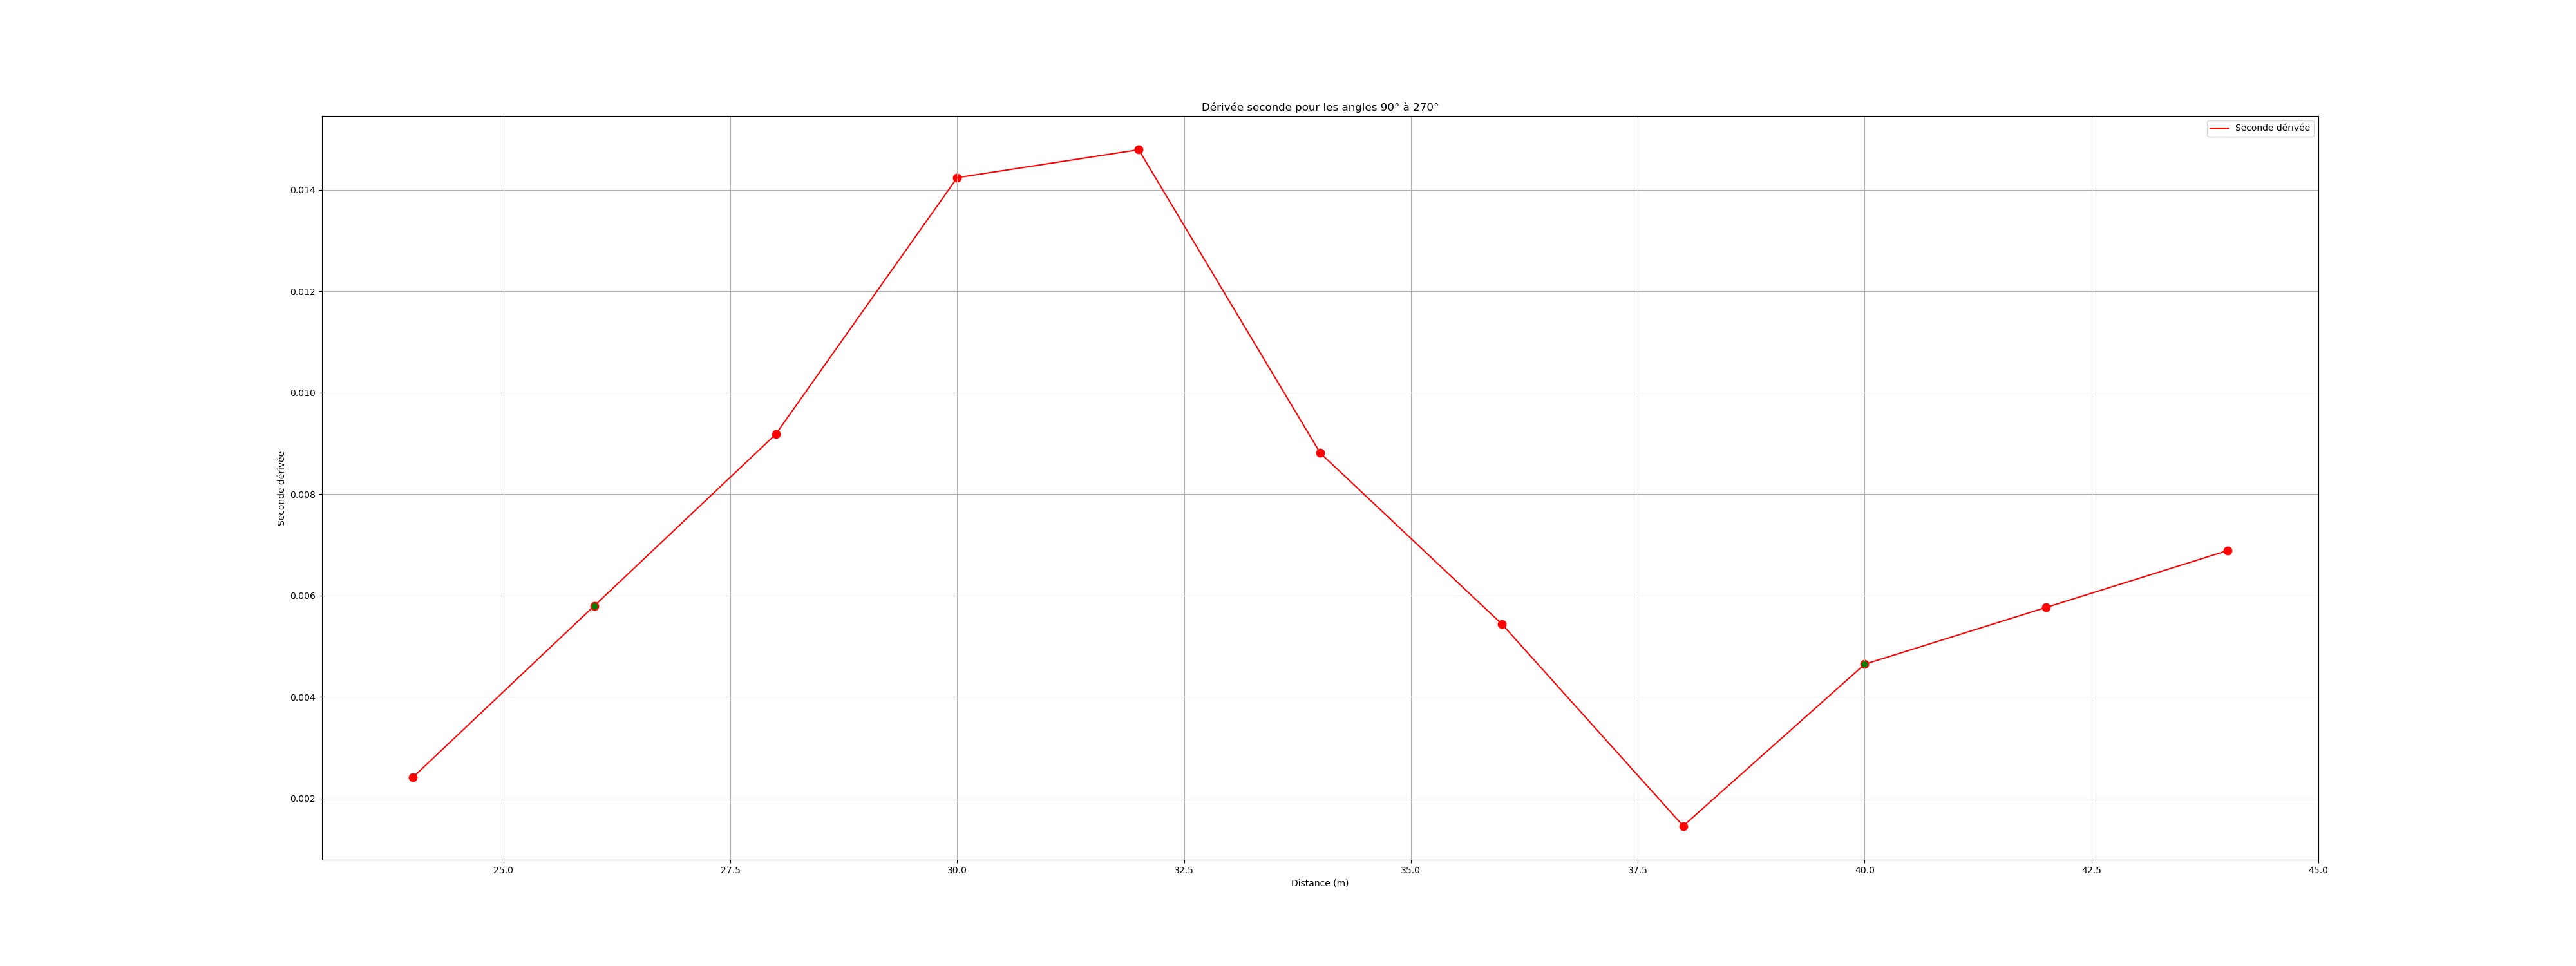 Dérivée seconde pour les angles 90° à 270°
Seconde dérivée
0.014
0.012
0.010
0.008
0.006
0.004
0.002
Seconde dérivée
25.0 27.5 30.0 32.5 35.0 37.5 40.0 42.5 45.0
Distance (m)